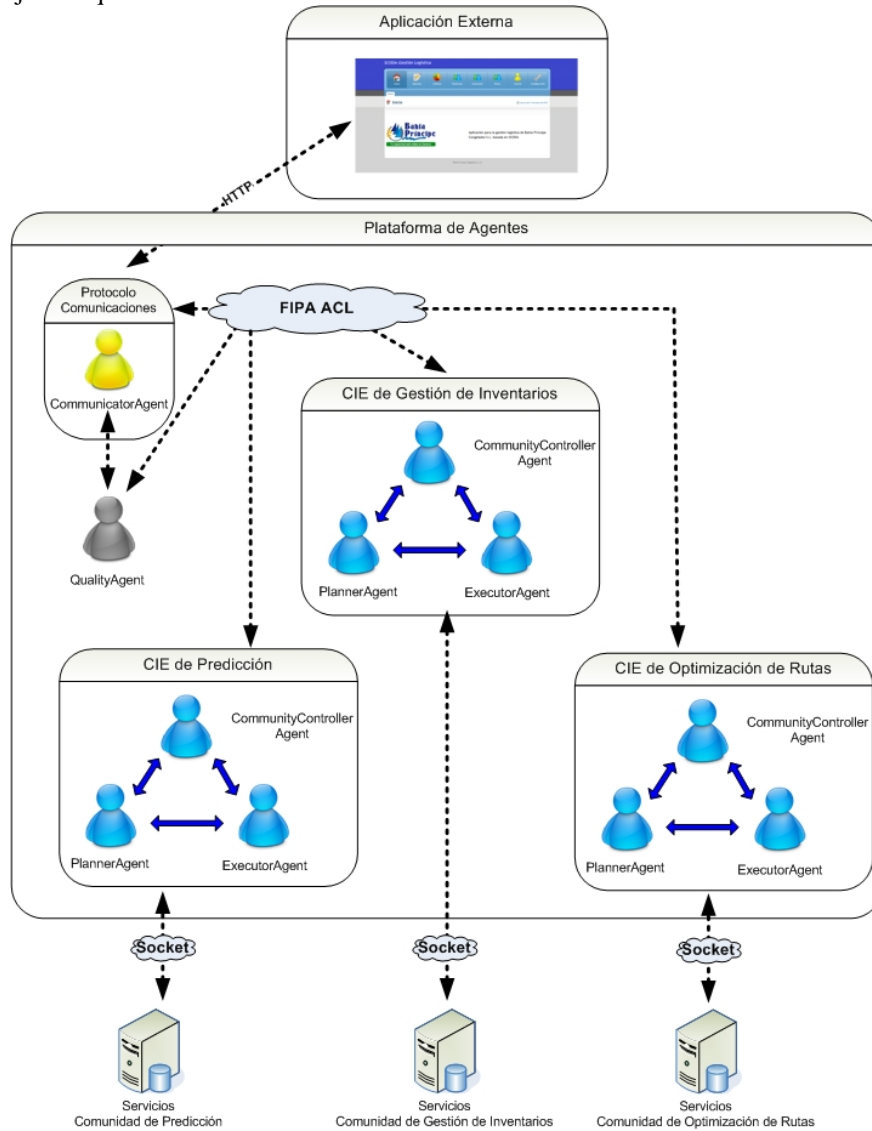 Aplicación Externa
Bahía
Príncipe
HTTP
Plataforma de Agentes
Protocolo
Comunicaciones
FIPA ACL
CommunicatorAgent
QualityAgent
CIE de Gestión de Inventarios
CommunityController
Agent
PlannerAgent
ExecutorAgent
CIE de Predicción
CommunityController
Agent
PlannerAgent
ExecutorAgent
CIE de Optimización de Rutas
CommunityController
Agent
PlannerAgent
ExecutorAgent
Socket
Socket
Socket
Servicios
Comunidad de Predicción
Servicios
Comunidad de Gestión de Inventarios
Servicios
Comunidad de Optimización de Rutas